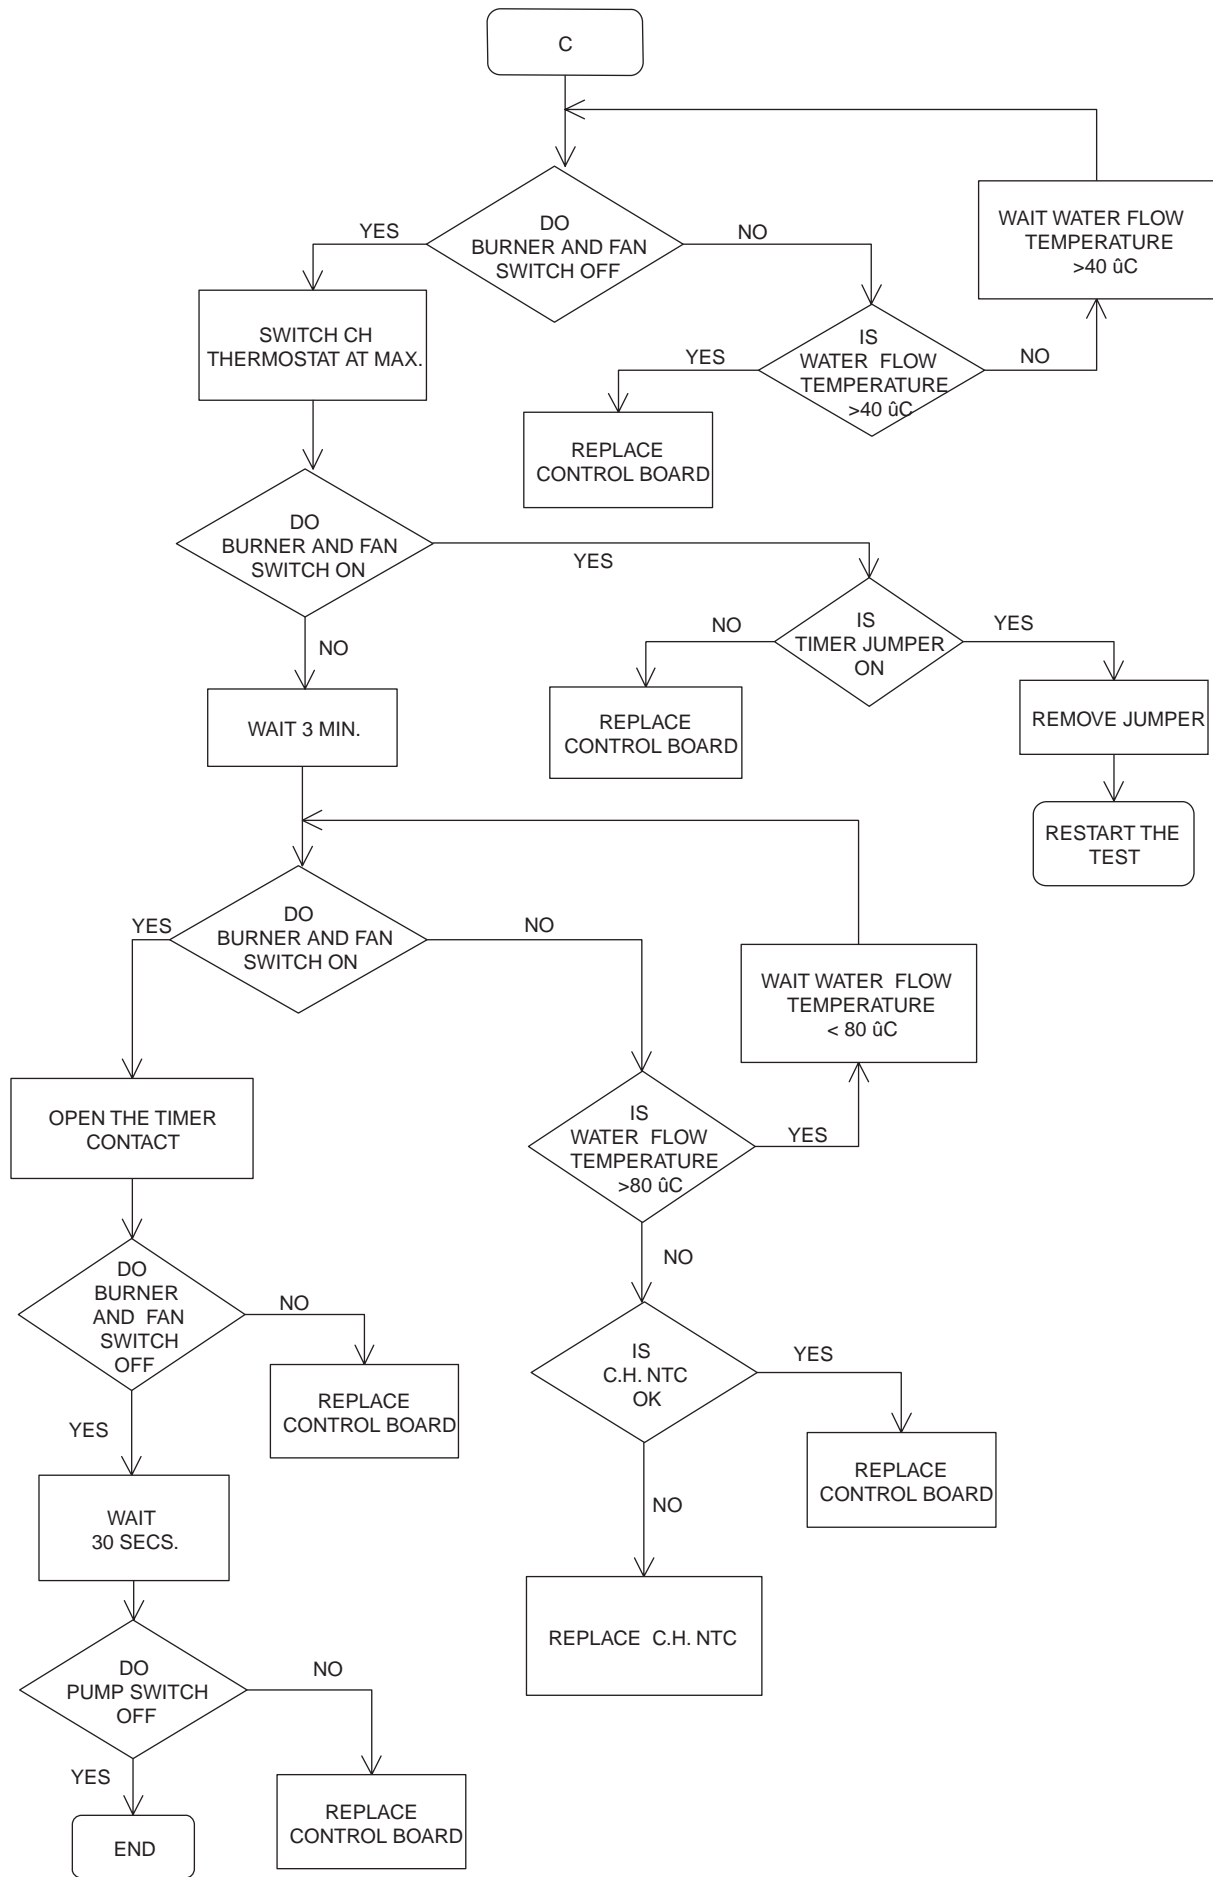 C
DO
BURNER AND FAN
SWITCH OFF
YES
NO
WAIT WATER FLOW
TEMPERATURE
>40 ûC
SWITCH CH
THERMOSTAT AT MAX.
IS
WATER FLOW
TEMPERATURE
>40 ûC
YES
NO
REPLACE
CONTROL BOARD
DO
BURNER AND FAN
SWITCH ON
YES
NO
IS
TIMER JUMPER
ON
NO
YES
WAIT 3 MIN.
REPLACE
CONTROL BOARD
REMOVE JUMPER
RESTART THE
TEST
DO
BURNER AND FAN
SWITCH ON
YES
NO
WAIT WATER FLOW
TEMPERATURE
< 80 ûC
OPEN THE TIMER
CONTACT
IS
WATER FLOW
TEMPERATURE
>80 ûC
YES
NO
DO
BURNER
AND FAN
SWITCH
OFF
NO
YES
REPLACE
CONTROL BOARD
IS
C.H. NTC
OK
YES
NO
REPLACE
CONTROL BOARD
WAIT
30 SECS.
REPLACE C.H. NTC
DO
PUMP SWITCH
OFF
NO
YES
REPLACE
CONTROL BOARD
END